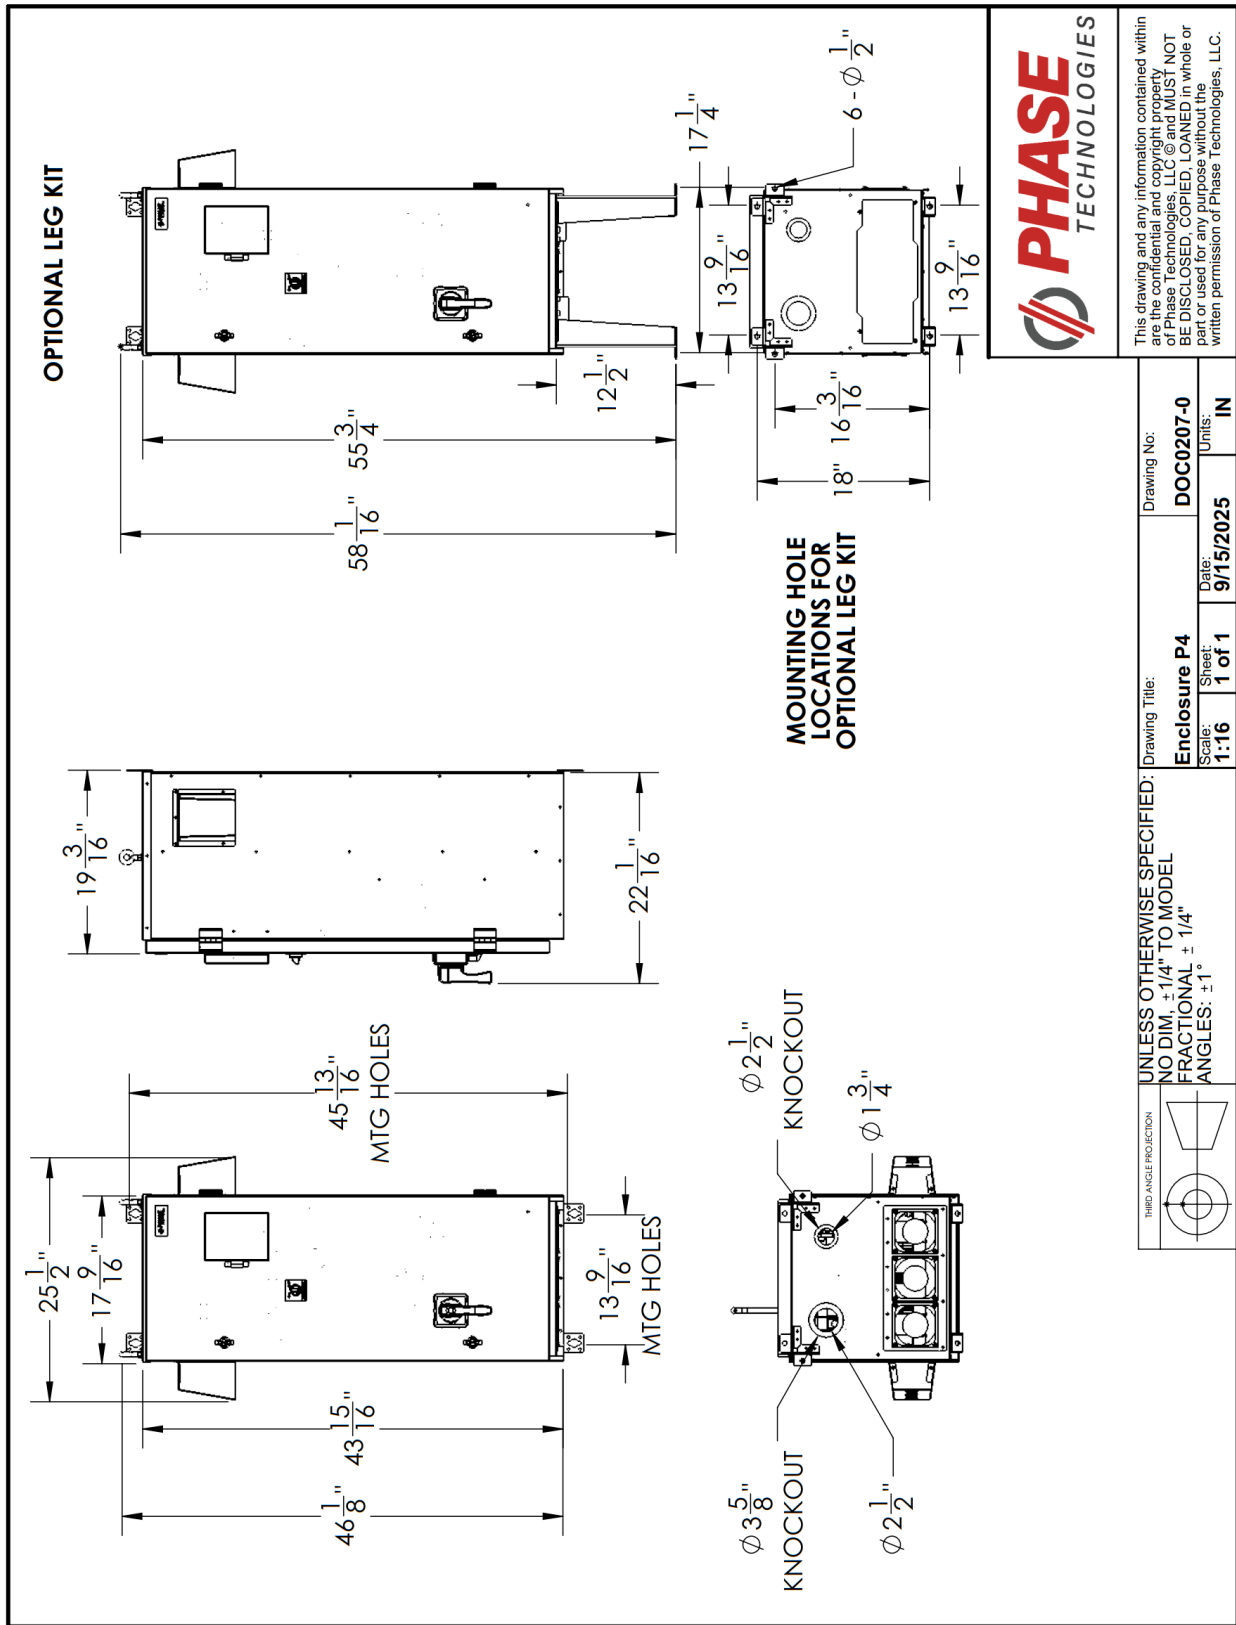 OPTIONAL LEG KIT
25 1/2"
17 9/16"
46 1/8"
43 15/16"
45 13/16"
MTG HOLES
13 9/16"
MTG HOLES
19 3/16"
22 1/16"
58 1/16"
55 3/4"
12 1/2"
17 1/4"
13 9/16"
6 - ∅ 1/2"
18"
16 3/16"
13 9/16"
MOUNTING HOLE
LOCATIONS FOR
OPTIONAL LEG KIT
∅3 5/8"
KNOCKOUT
∅2 1/2"
∅2 1/2"
KNOCKOUT
∅1 3/4"
THIRD ANGLE PROJECTION
UNLESS OTHERWISE SPECIFIED:
NO DIM, ±1/4" TO MODEL
FRACTIONAL ± 1/4"
ANGLES: ±1°
Drawing Title:
Enclosure P4
Drawing No:
DOC0207-0
Scale:
1:16
Sheet:
1 of 1
Date:
9/15/2025
Units:
IN
PHASE
TECHNOLOGIES
This drawing and any information contained within
are the confidential and copyright property
of Phase Technologies, LLC © and MUST NOT
BE DISCLOSED, COPIED, LOANED in whole or
part or used for any purpose without the
written permission of Phase Technologies, LLC.